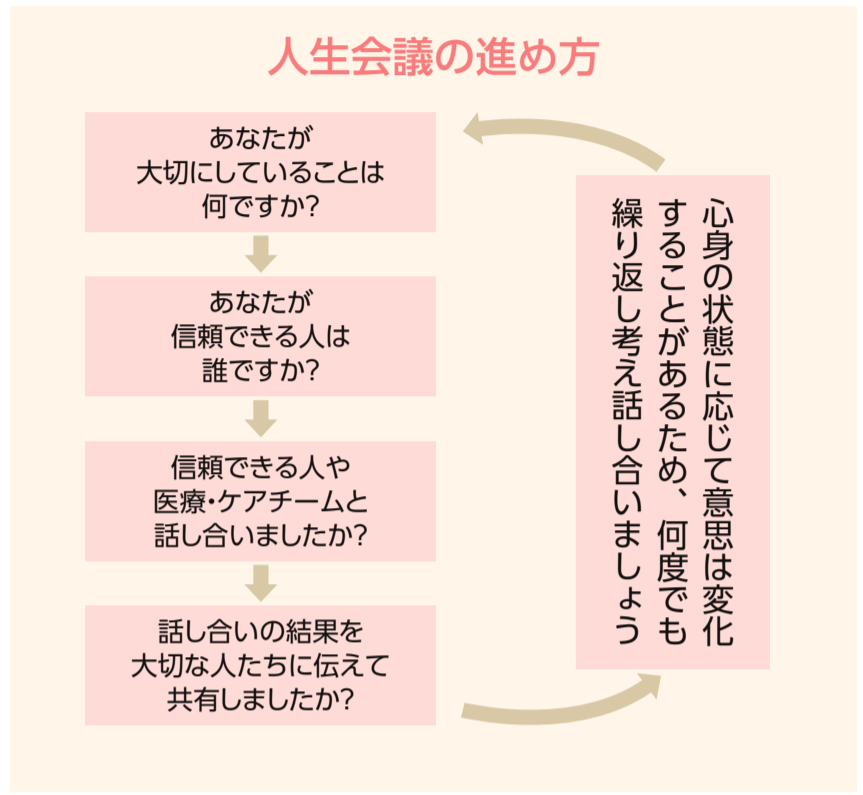 人生会議の進め方
あなたが
大切にしていることは
何ですか?
あなたが
信頼できる人は
誰ですか?
信頼できる人や
医療・ケアチームと
話し合いましたか?
話し合いの結果を
大切な人たちに伝えて
共有しましたか?
心身の状態に応じて意思は変化
することがあるため、何度でも
繰り返し考え話し合いましょう